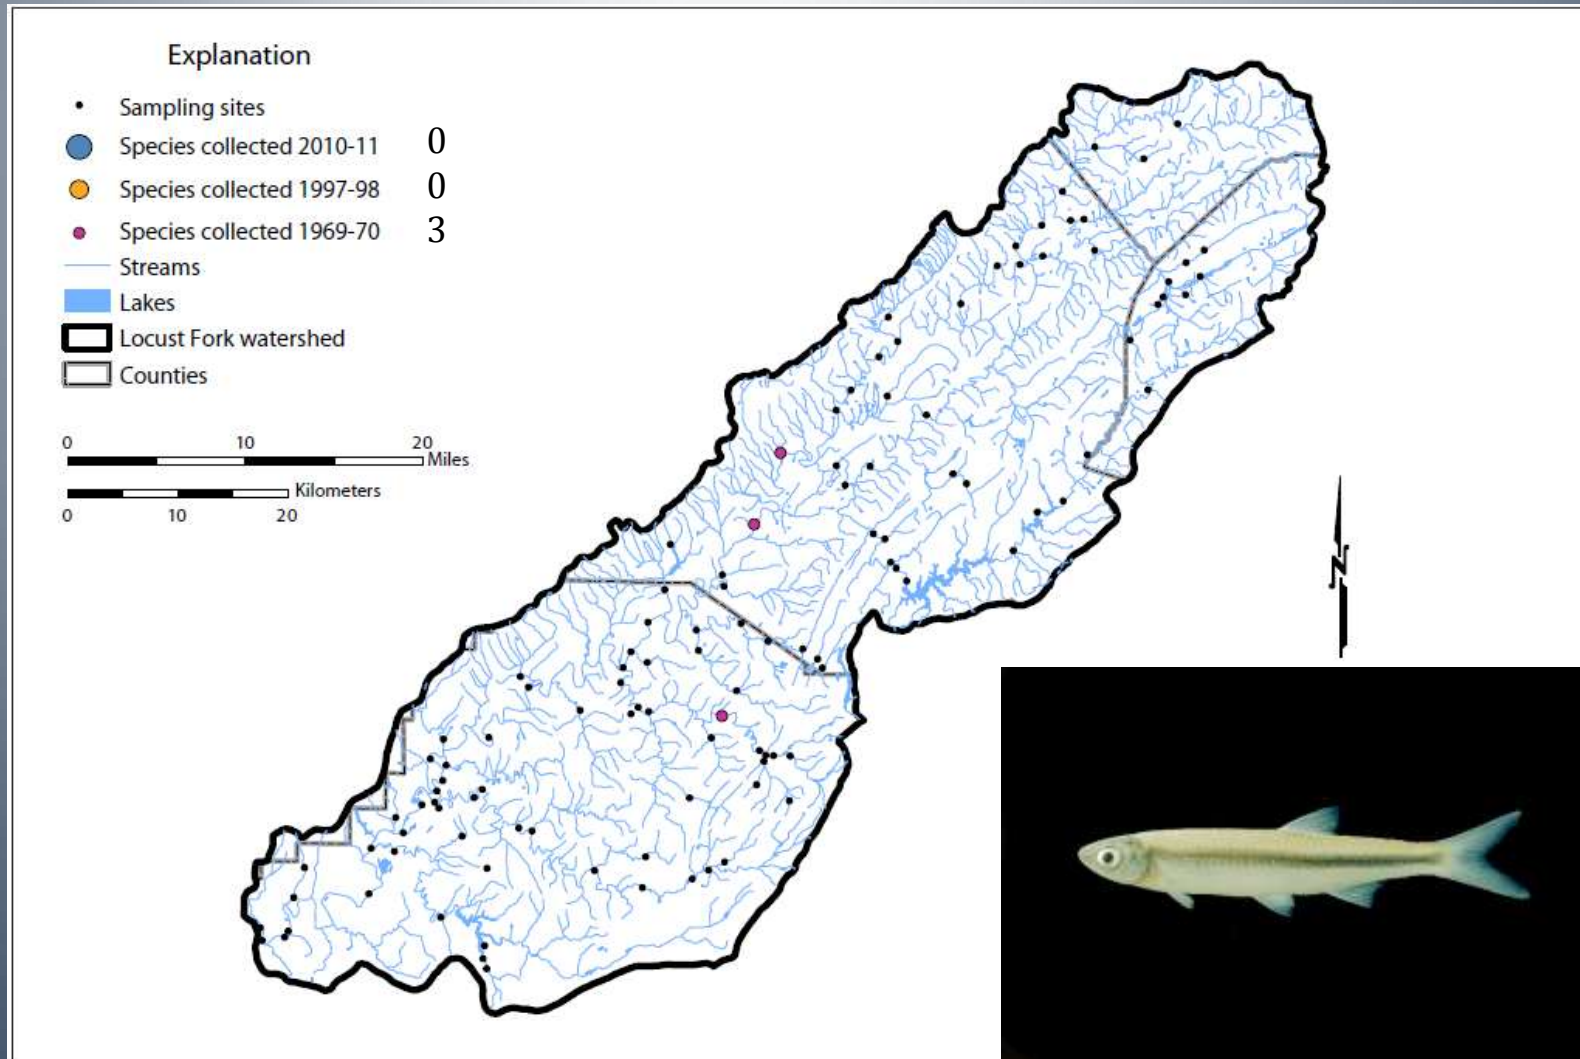 Explanation
Sampling sites
Species collected 2010-11 0
Species collected 1997-98 0
Species collected 1969-70 3
Streams
Lakes
Locust Fork watershed
Counties
0 10 20
Miles
Kilometers
0 10 20
N